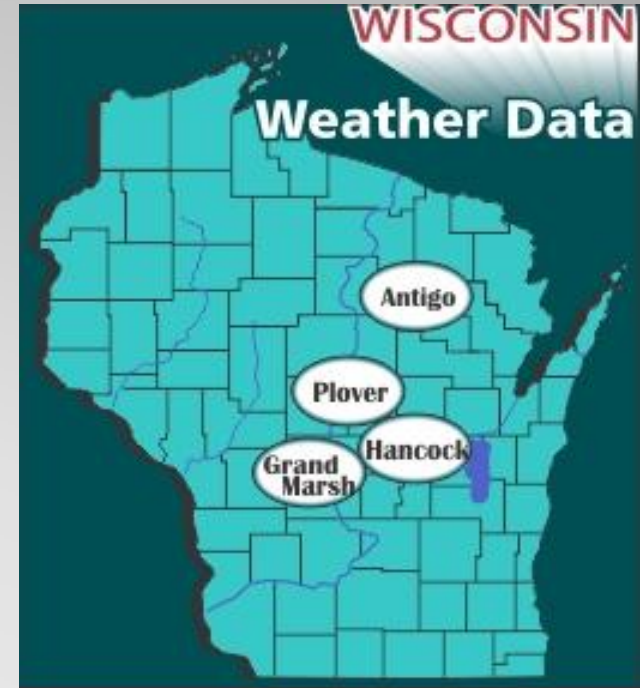 WISCONSIN
Weather Data
Antigo
Plover
Hancock
Grand
Marsh